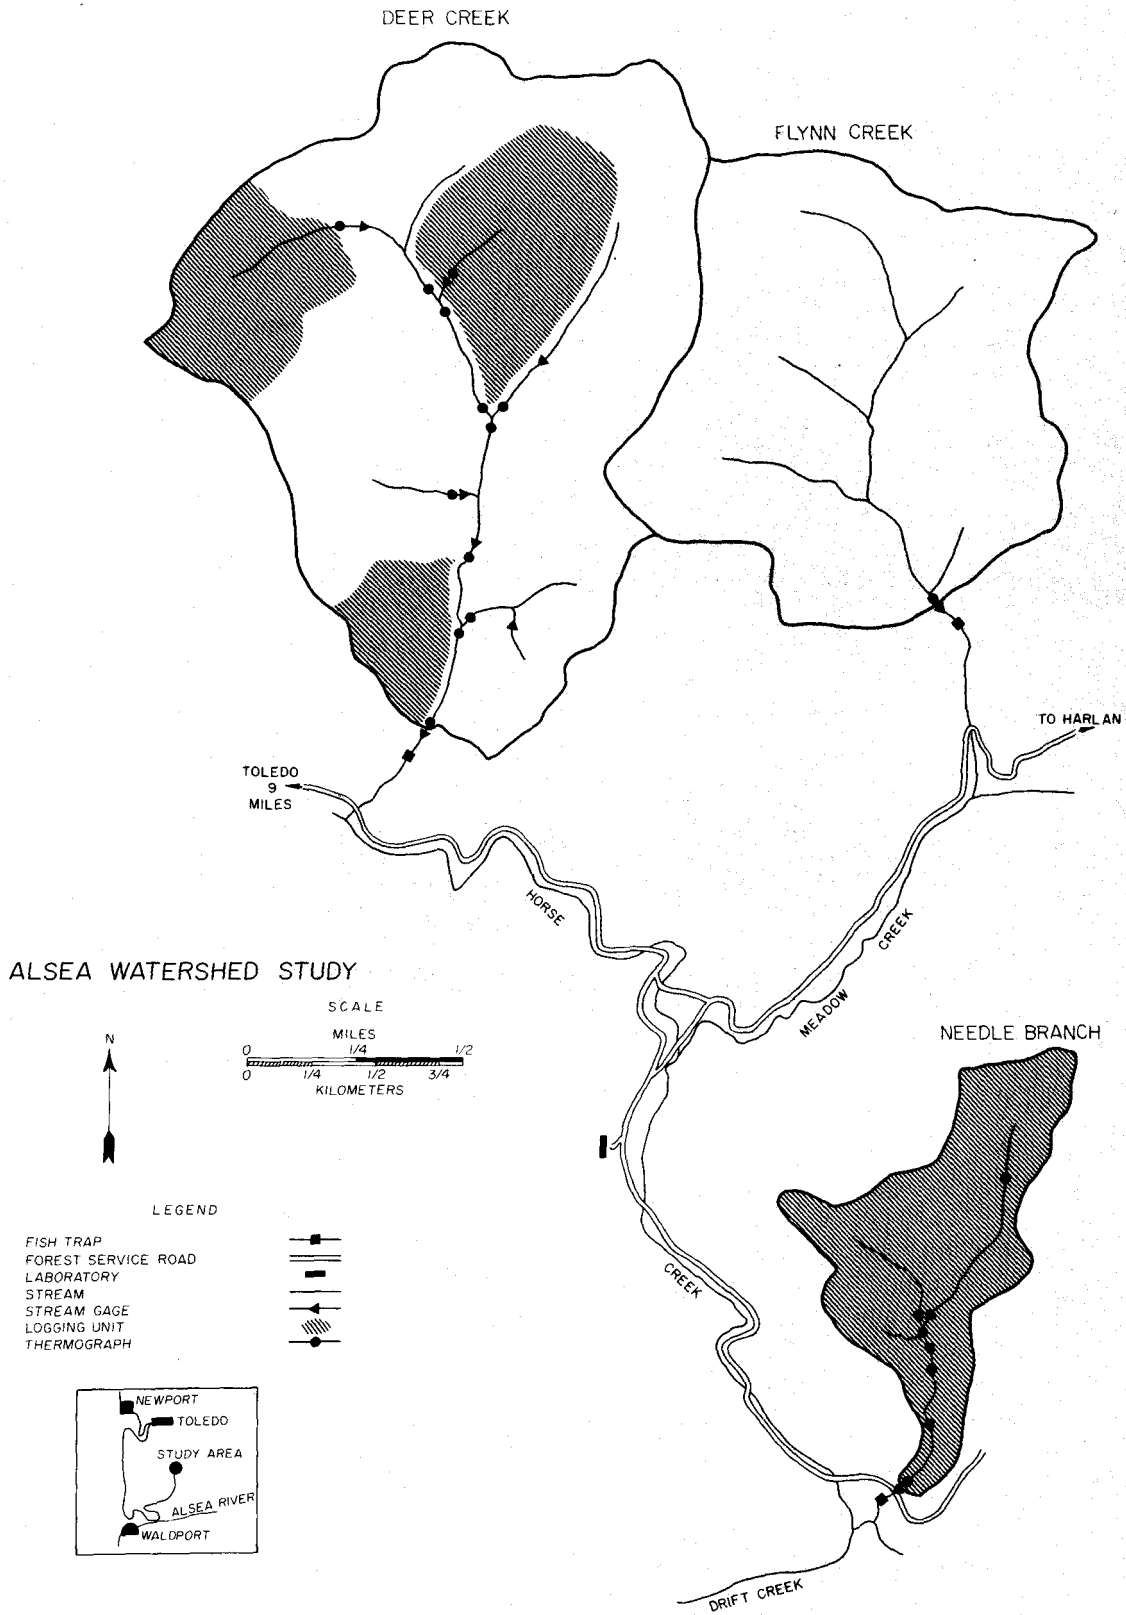 DEER CREEK
FLYNN CREEK
TO HARLAN
TOLEDO
9
MILES
HORSE
CREEK
MEADOW
ALSEA WATERSHED STUDY
SCALE
MILES
0 1/4 1/2
0 1/4 1/2 3/4
KILOMETERS
N
NEEDLE BRANCH
CREEK
LEGEND
FISH TRAP
FOREST SERVICE ROAD
LABORATORY
STREAM
STREAM GAGE
LOGGING UNIT
THERMOGRAPH
NEWPORT
TOLEDO
STUDY AREA
ALSEA RIVER
WALDPORT
DRIFT CREEK